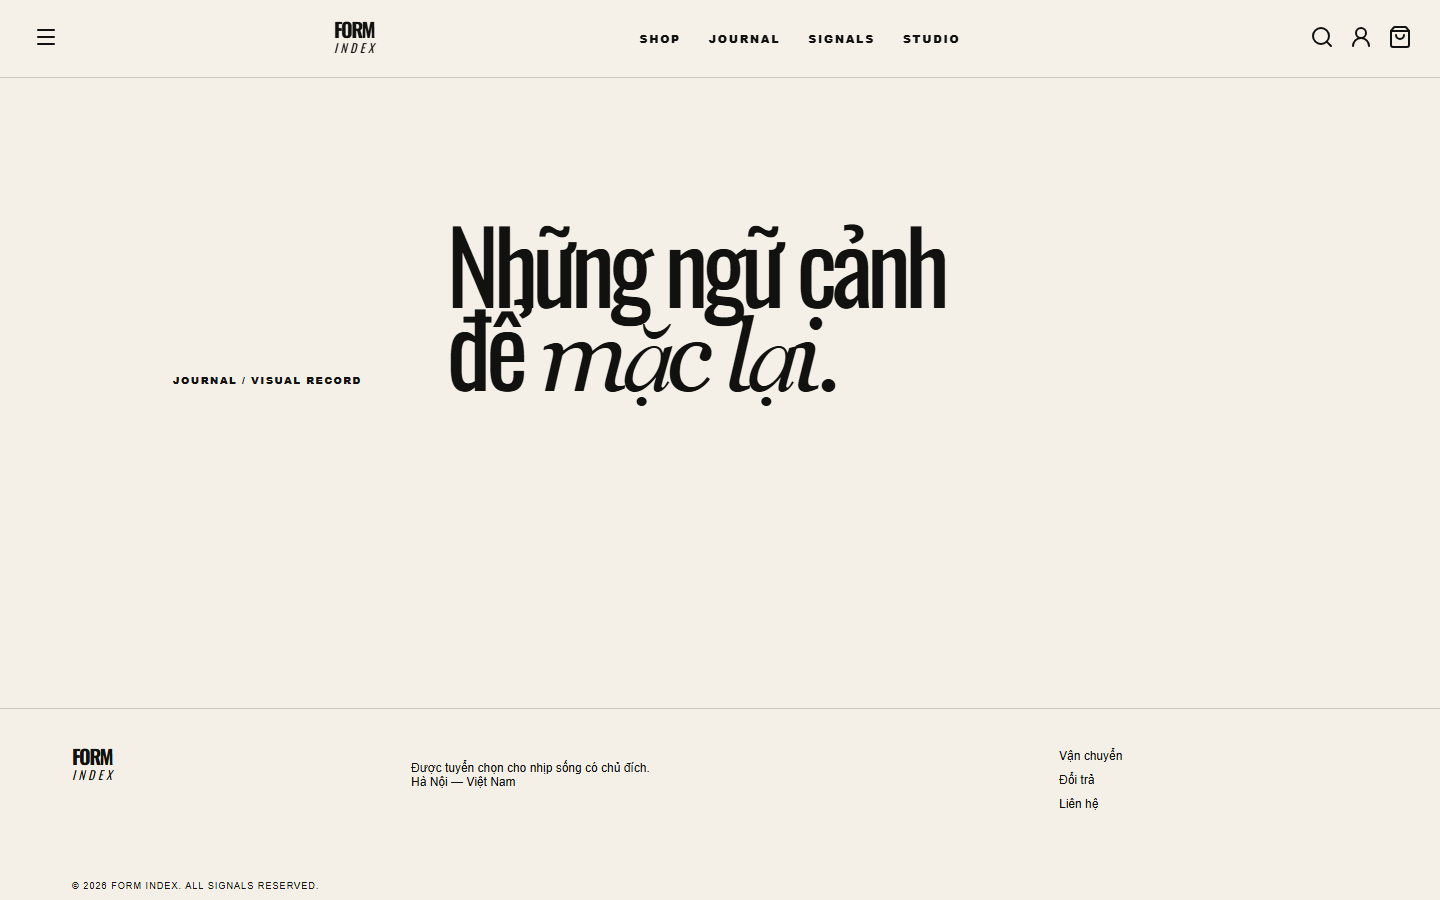 FORM
INDEX
SHOP JOURNAL SIGNALS STUDIO
Những ngữ cảnh
để mặc lại.
JOURNAL / VISUAL RECORD
FORM
INDEX
Được tuyển chọn cho nhịp sống có chủ đích.
Hà Nội — Việt Nam
Vận chuyển
Đổi trả
Liên hệ
© 2026 FORM INDEX. ALL SIGNALS RESERVED.